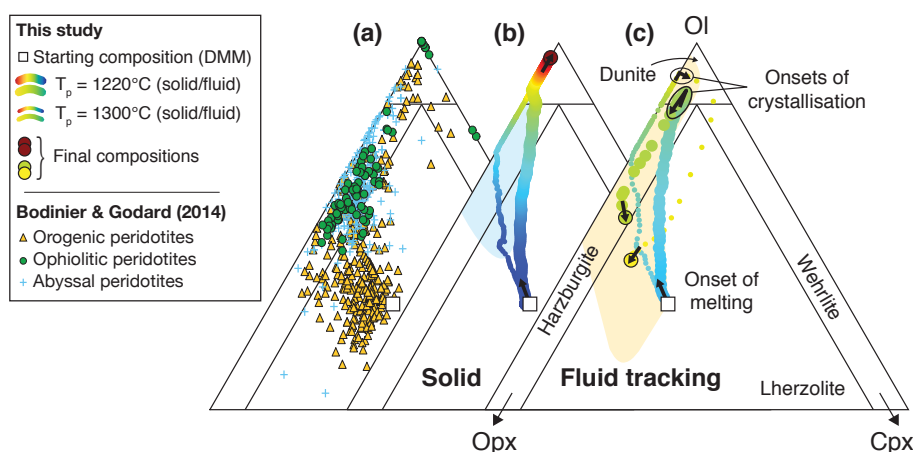 This study
Starting composition (DMM)
Tp = 1220°C (solid/fluid)
Tp = 1300°C (solid/fluid)
Final compositions
Bodinier & Godard (2014)
Orogenic peridotites
Ophiolitic peridotites
Abyssal peridotites
(a)
(b)
(c)
Ol
Dunite
Onsets of
crystallisation
Onset of
melting
Harzburgite
Wehrlite
Solid
Fluid tracking
Lherzolite
Opx
Cpx